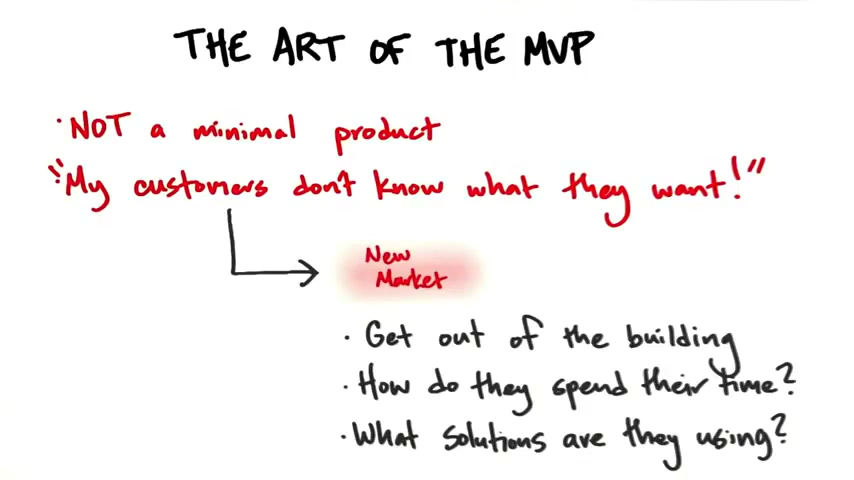 THE ART OF THE MVP
· NOT a minimal product
"My customers don't know what they want!"
New
Market
· Get out of the building
· How do they spend their time?
· What solutions are they using?